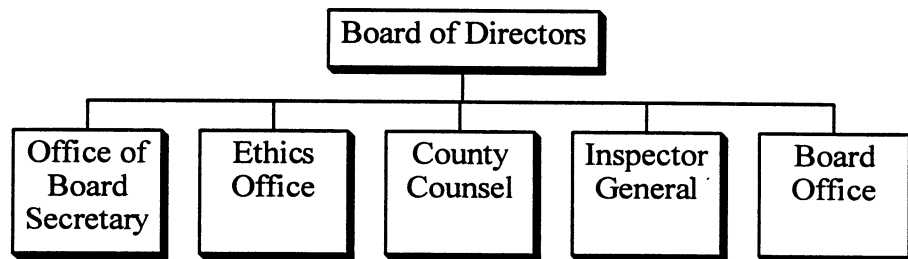 Board of Directors
Office of
Board
Secretary
Ethics
Office
County
Counsel
Inspector
General
Board
Office